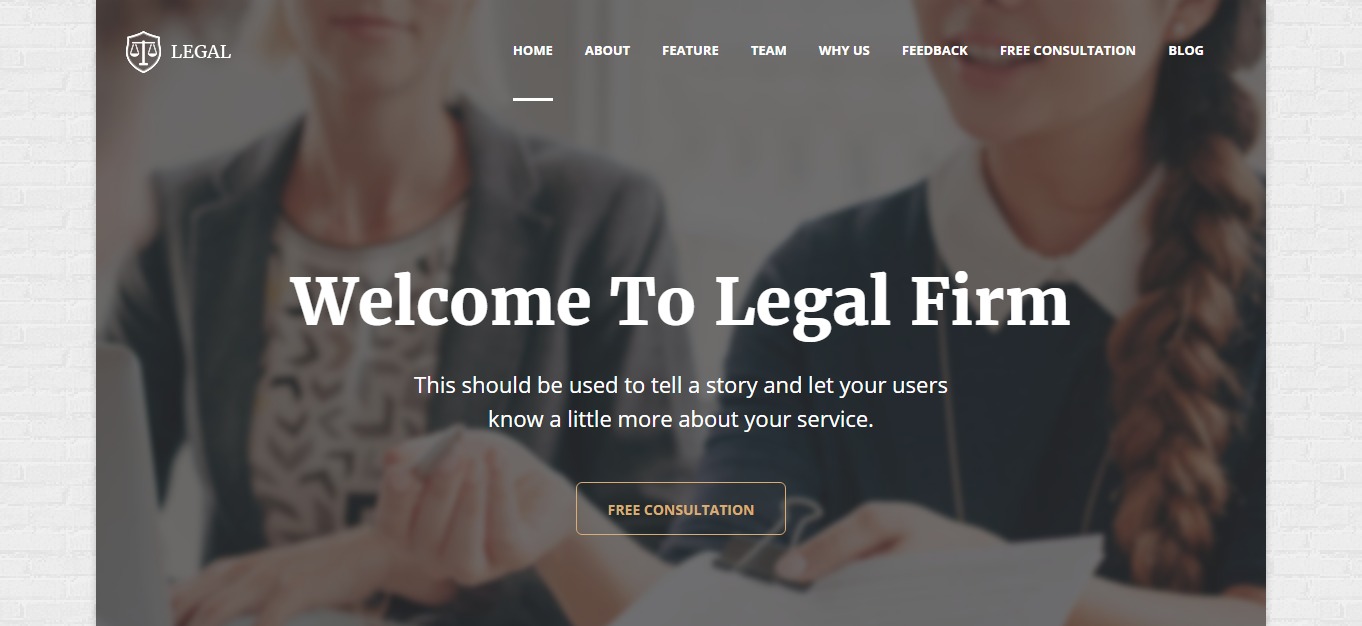 LEGAL
HOME ABOUT FEATURE TEAM WHY US FEEDBACK FREE CONSULTATION BLOG
Welcome To Legal Firm
This should be used to tell a story and let your users
know a little more about your service.
FREE CONSULTATION